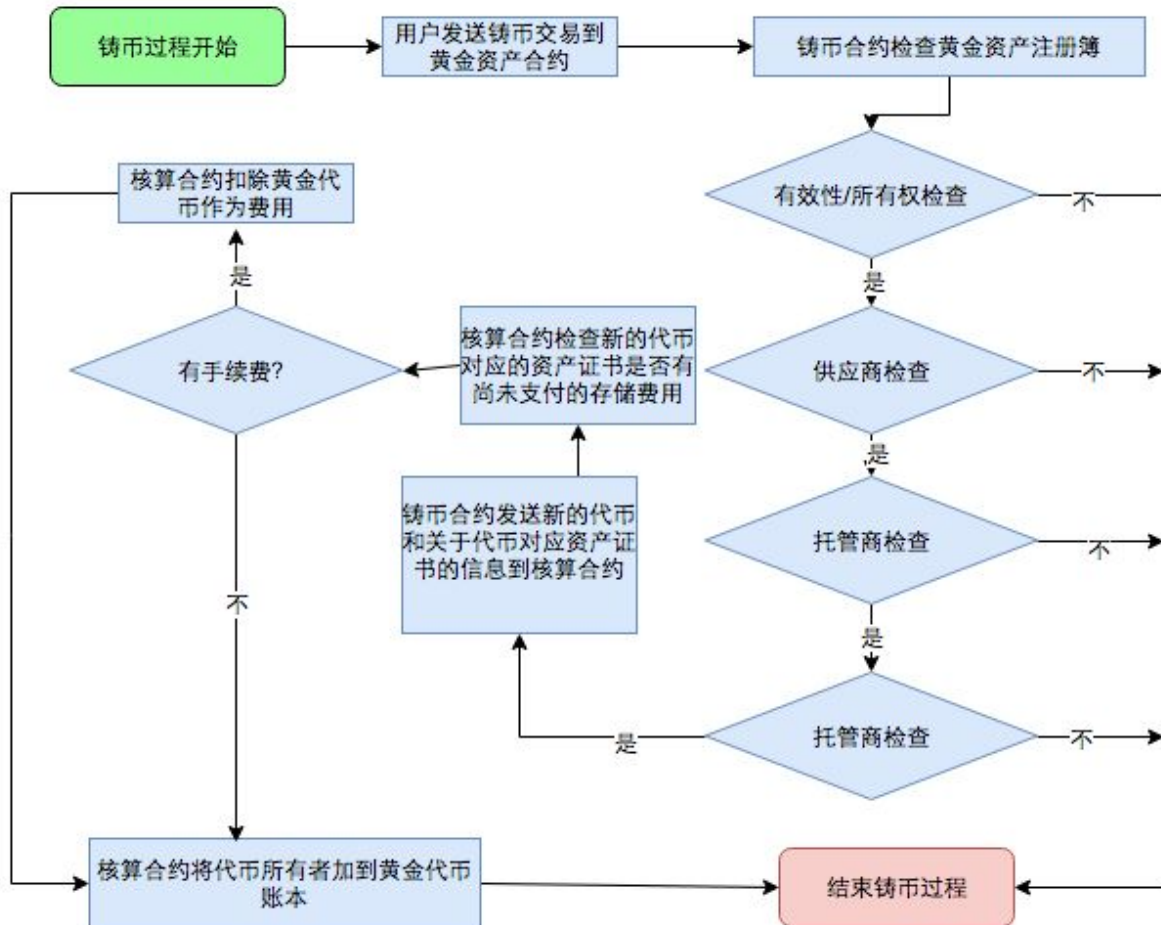 铸币过程开始
用户发送铸币交易到
黄金资产合约
铸币合约检查黄金资产注册簿
有效性/所有权检查
不
是
供应商检查
不
是
托管商检查
不
是
托管商检查
不
是
铸币合约发送新的代币
和关于代币对应资产证
书的信息到核算合约
核算合约检查新的代币
对应的资产证书是否有
尚未支付的存储费用
有手续费?
是
核算合约扣除黄金代
币作为费用
不
核算合约将代币所有者加到黄金代币
账本
结束铸币过程